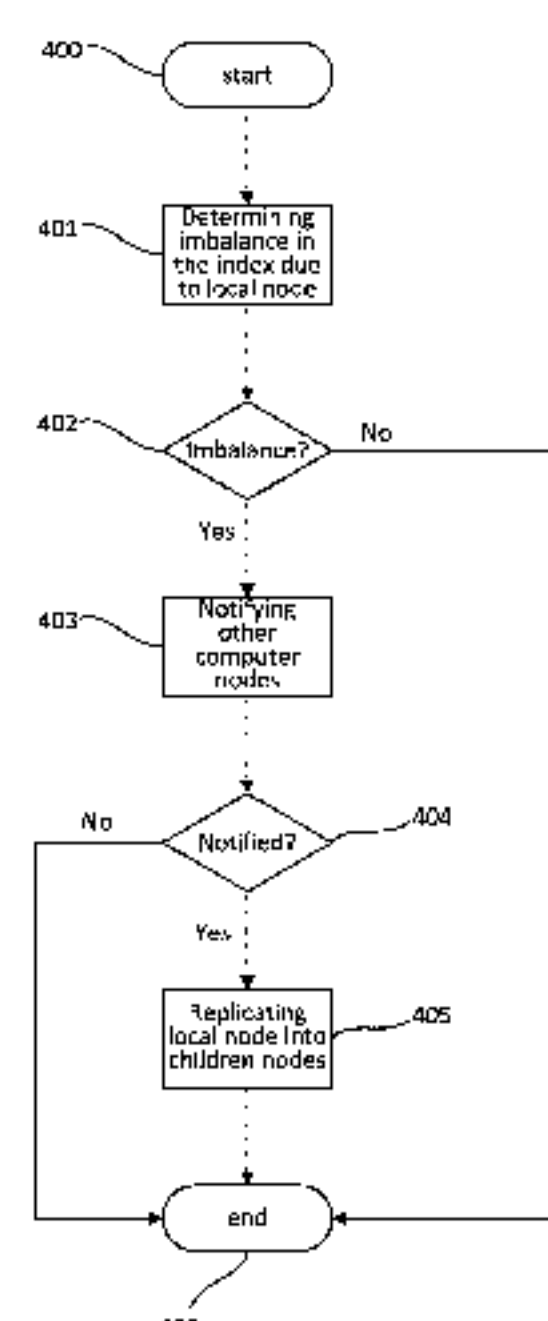 400
start
401
Determining
imbalance in
the index due
to local node
402
Imbalance?
No
Yes
403
Notifying
other
computer
nodes
No
404
Notified?
Yes
Replicating
405
local node into
children nodes
end